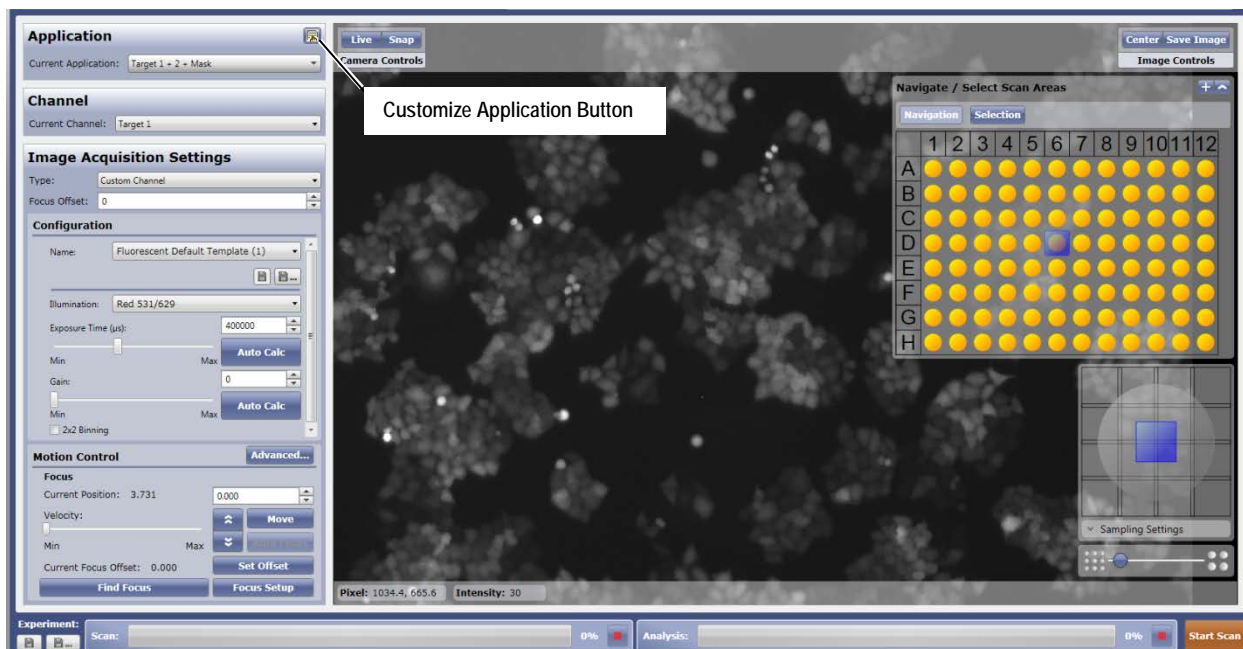 Application
Current Application: Target 1 + 2 + Mask
Channel
Current Channel: Target 1
Image Acquisition Settings
Type: Custom Channel
Focus Offset: 0
Configuration
Name: Fluorescent Default Template (1)
Illumination: Red 531/629
Exposure Time (µs): 400000
Auto Calc
Min Max
Gain: 0
Auto Calc
Min Max
2x2 Binning
Motion Control Advanced...
Focus
Current Position: 3.731 0.000
Velocity:
Move
Min Max
Current Focus Offset: 0.000 Set Offset
Find Focus Focus Setup
Live Snap
Camera Controls
Customize Application Button
Center Save Image
Image Controls
Navigate / Select Scan Areas
Navigation Selection
1 2 3 4 5 6 7 8 9 10 11 12
A
B
C
D
E
F
G
H
Sampling Settings
Pixel: 1034.4, 665.6 Intensity: 30
Experiment:
Scan: 0% Analysis: 0% Start Scan